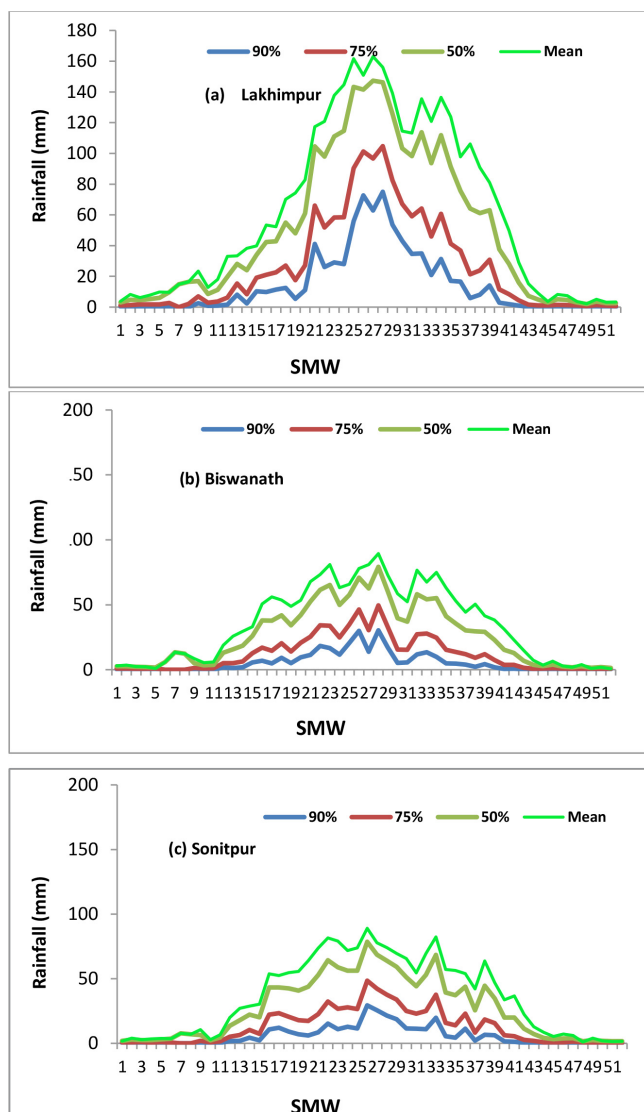 180
160
140
120
100
80
60
40
20
0
Rainfall (mm)
90% 75% 50% Mean
(a) Lakhimpur
1 3 5 7 9 11 13 15 17 19 21 23 25 27 29 31 33 35 37 39 41 43 45 47 49 51
SMW
200
.50
.00
50
0
Rainfall (mm)
90% 75% 50% Mean
(b) Biswanath
1 3 5 7 9 11 13 15 17 19 21 23 25 27 29 31 33 35 37 39 41 43 45 47 49 51
SMW
200
150
100
50
0
Rainfall (mm)
90% 75% 50% Mean
(c) Sonitpur
1 3 5 7 9 11 13 15 17 19 21 23 25 27 29 31 33 35 37 39 41 43 45 47 49 51
SMW